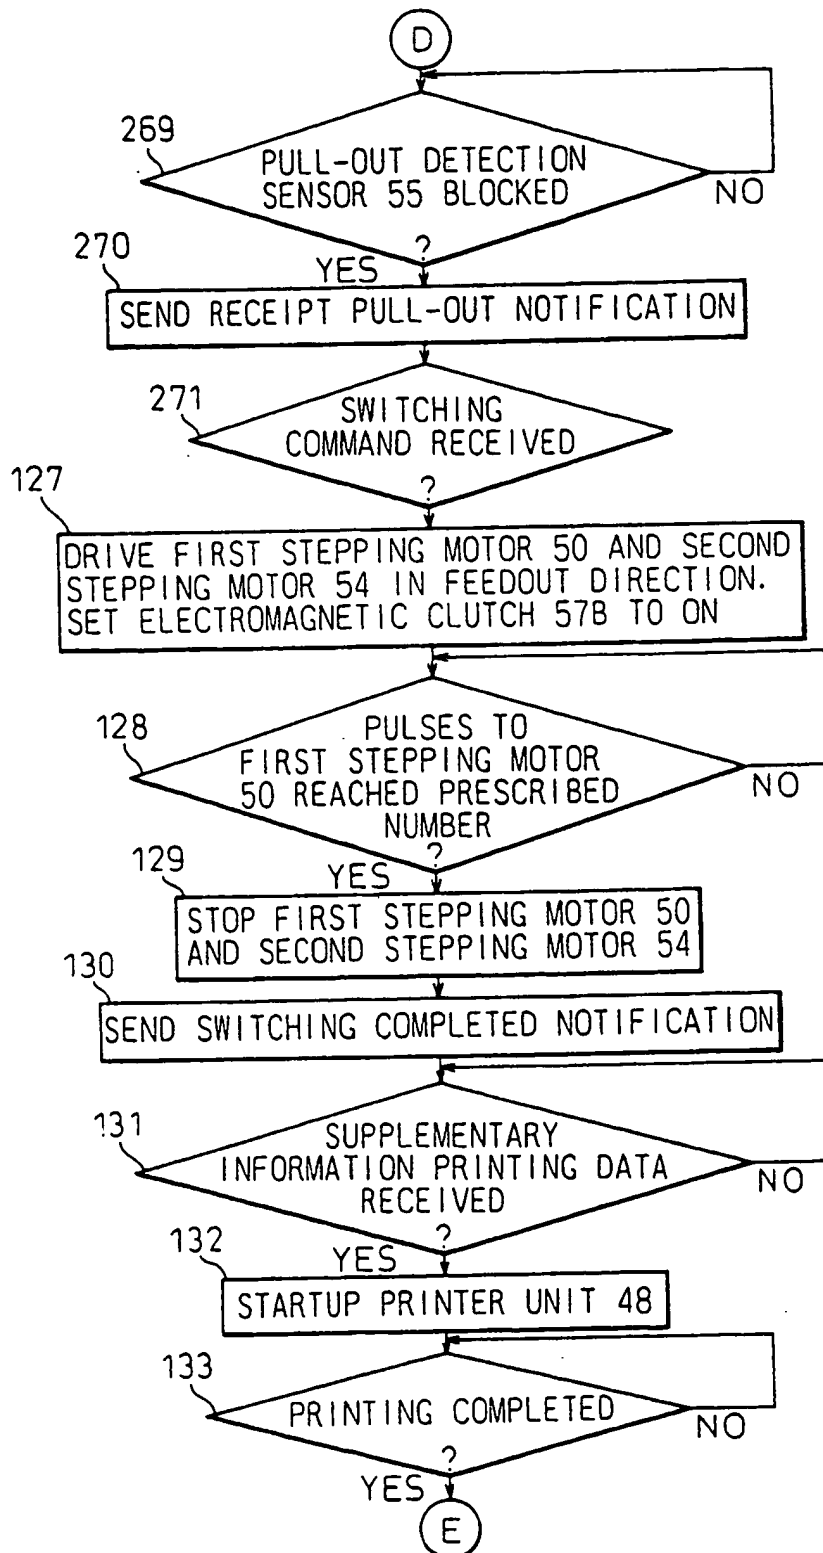 D
269
PULL-OUT DETECTION
SENSOR 55 BLOCKED
?
NO
YES
270
SEND RECEIPT PULL-OUT NOTIFICATION
271
SWITCHING
COMMAND RECEIVED
?
127
DRIVE FIRST STEPPING MOTOR 50 AND SECOND
STEPPING MOTOR 54 IN FEEDOUT DIRECTION.
SET ELECTROMAGNETIC CLUTCH 57B TO ON
128
PULSES TO
FIRST STEPPING MOTOR
50 REACHED PRESCRIBED
NUMBER
?
NO
YES
129
STOP FIRST STEPPING MOTOR 50
AND SECOND STEPPING MOTOR 54
130
SEND SWITCHING COMPLETED NOTIFICATION
131
SUPPLEMENTARY
INFORMATION PRINTING DATA
RECEIVED
?
NO
YES
132
STARTUP PRINTER UNIT 48
133
PRINTING COMPLETED
?
NO
YES
E